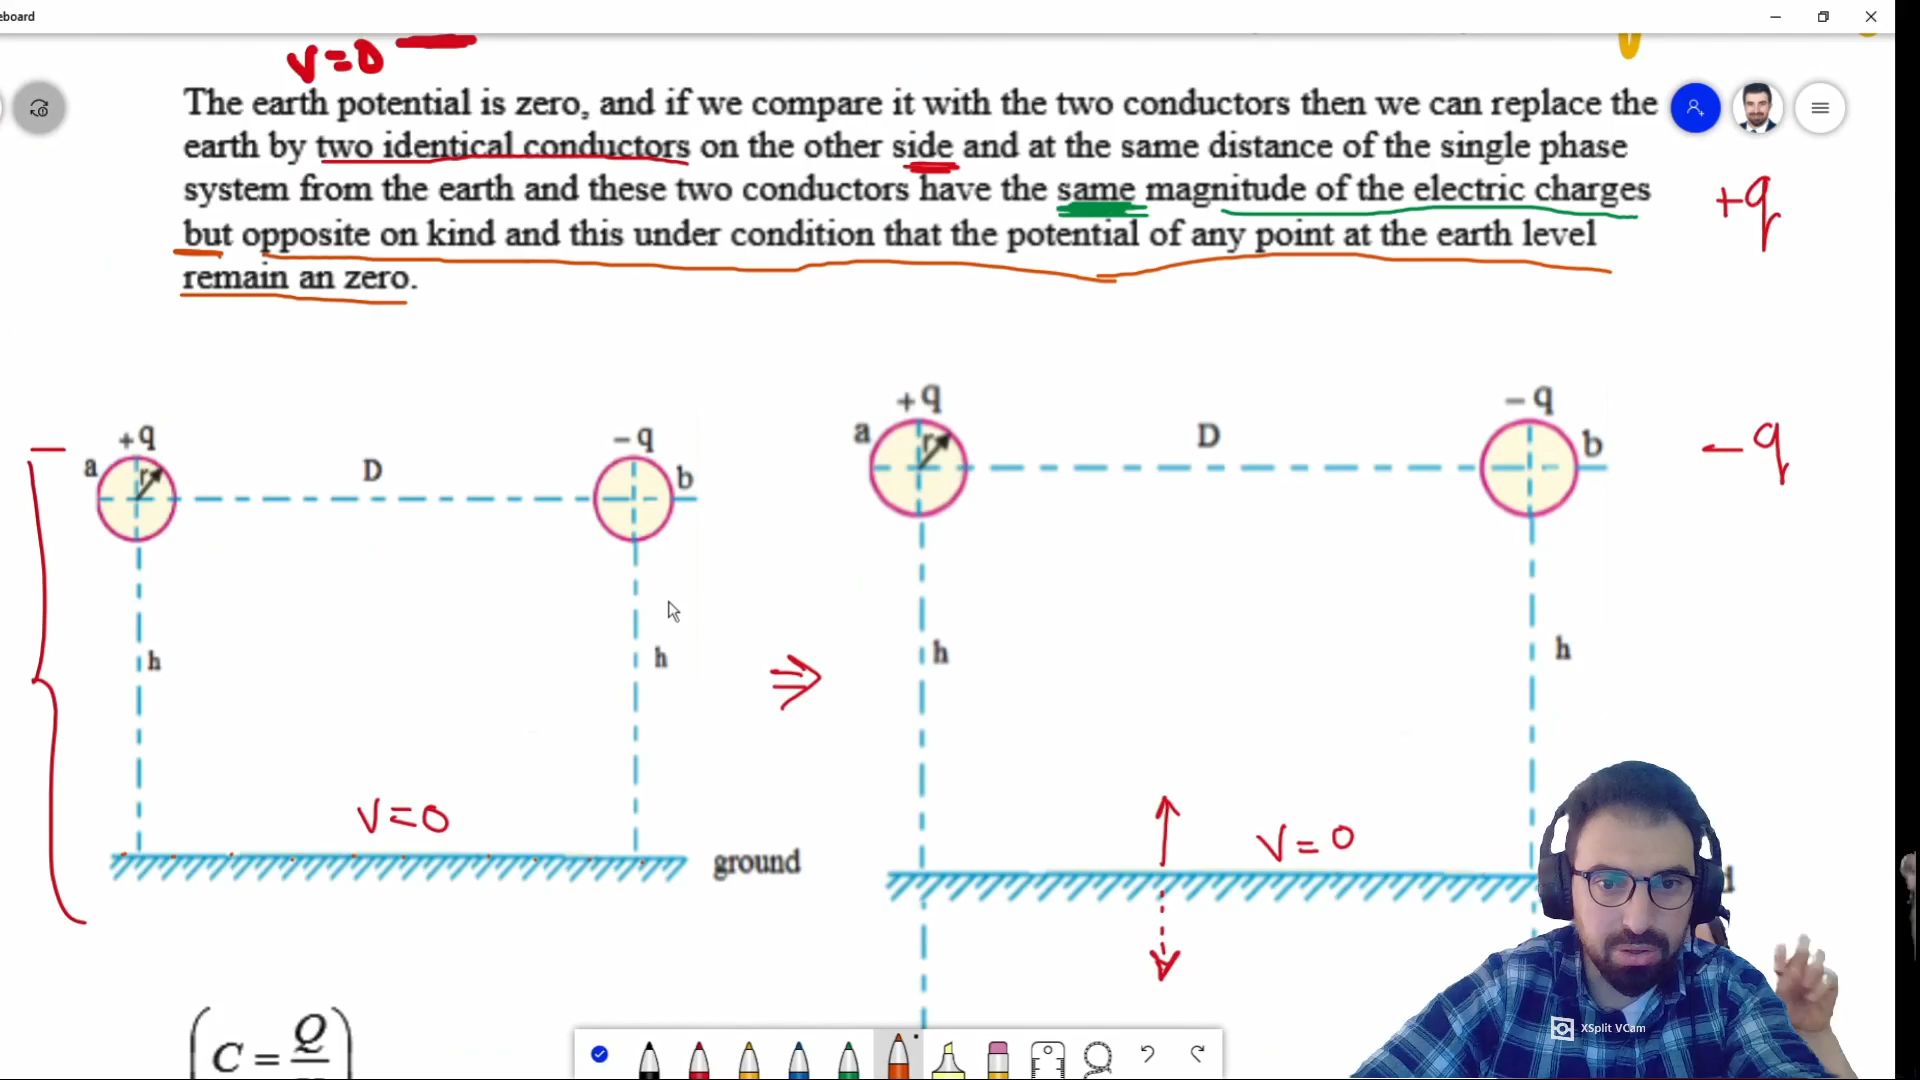 eboard
v=0
The earth potential is zero, and if we compare it with the two conductors then we can replace the
earth by two identical conductors on the other side and at the same distance of the single phase
system from the earth and these two conductors have the same magnitude of the electric charges
but opposite on kind and this under condition that the potential of any point at the earth level
remain an zero.
+q
-q
+q
-q
a
r
D
b
h
h
V=0
ground
+q
-q
a
r
D
b
h
h
V=0
C = Q
XSplit VCam